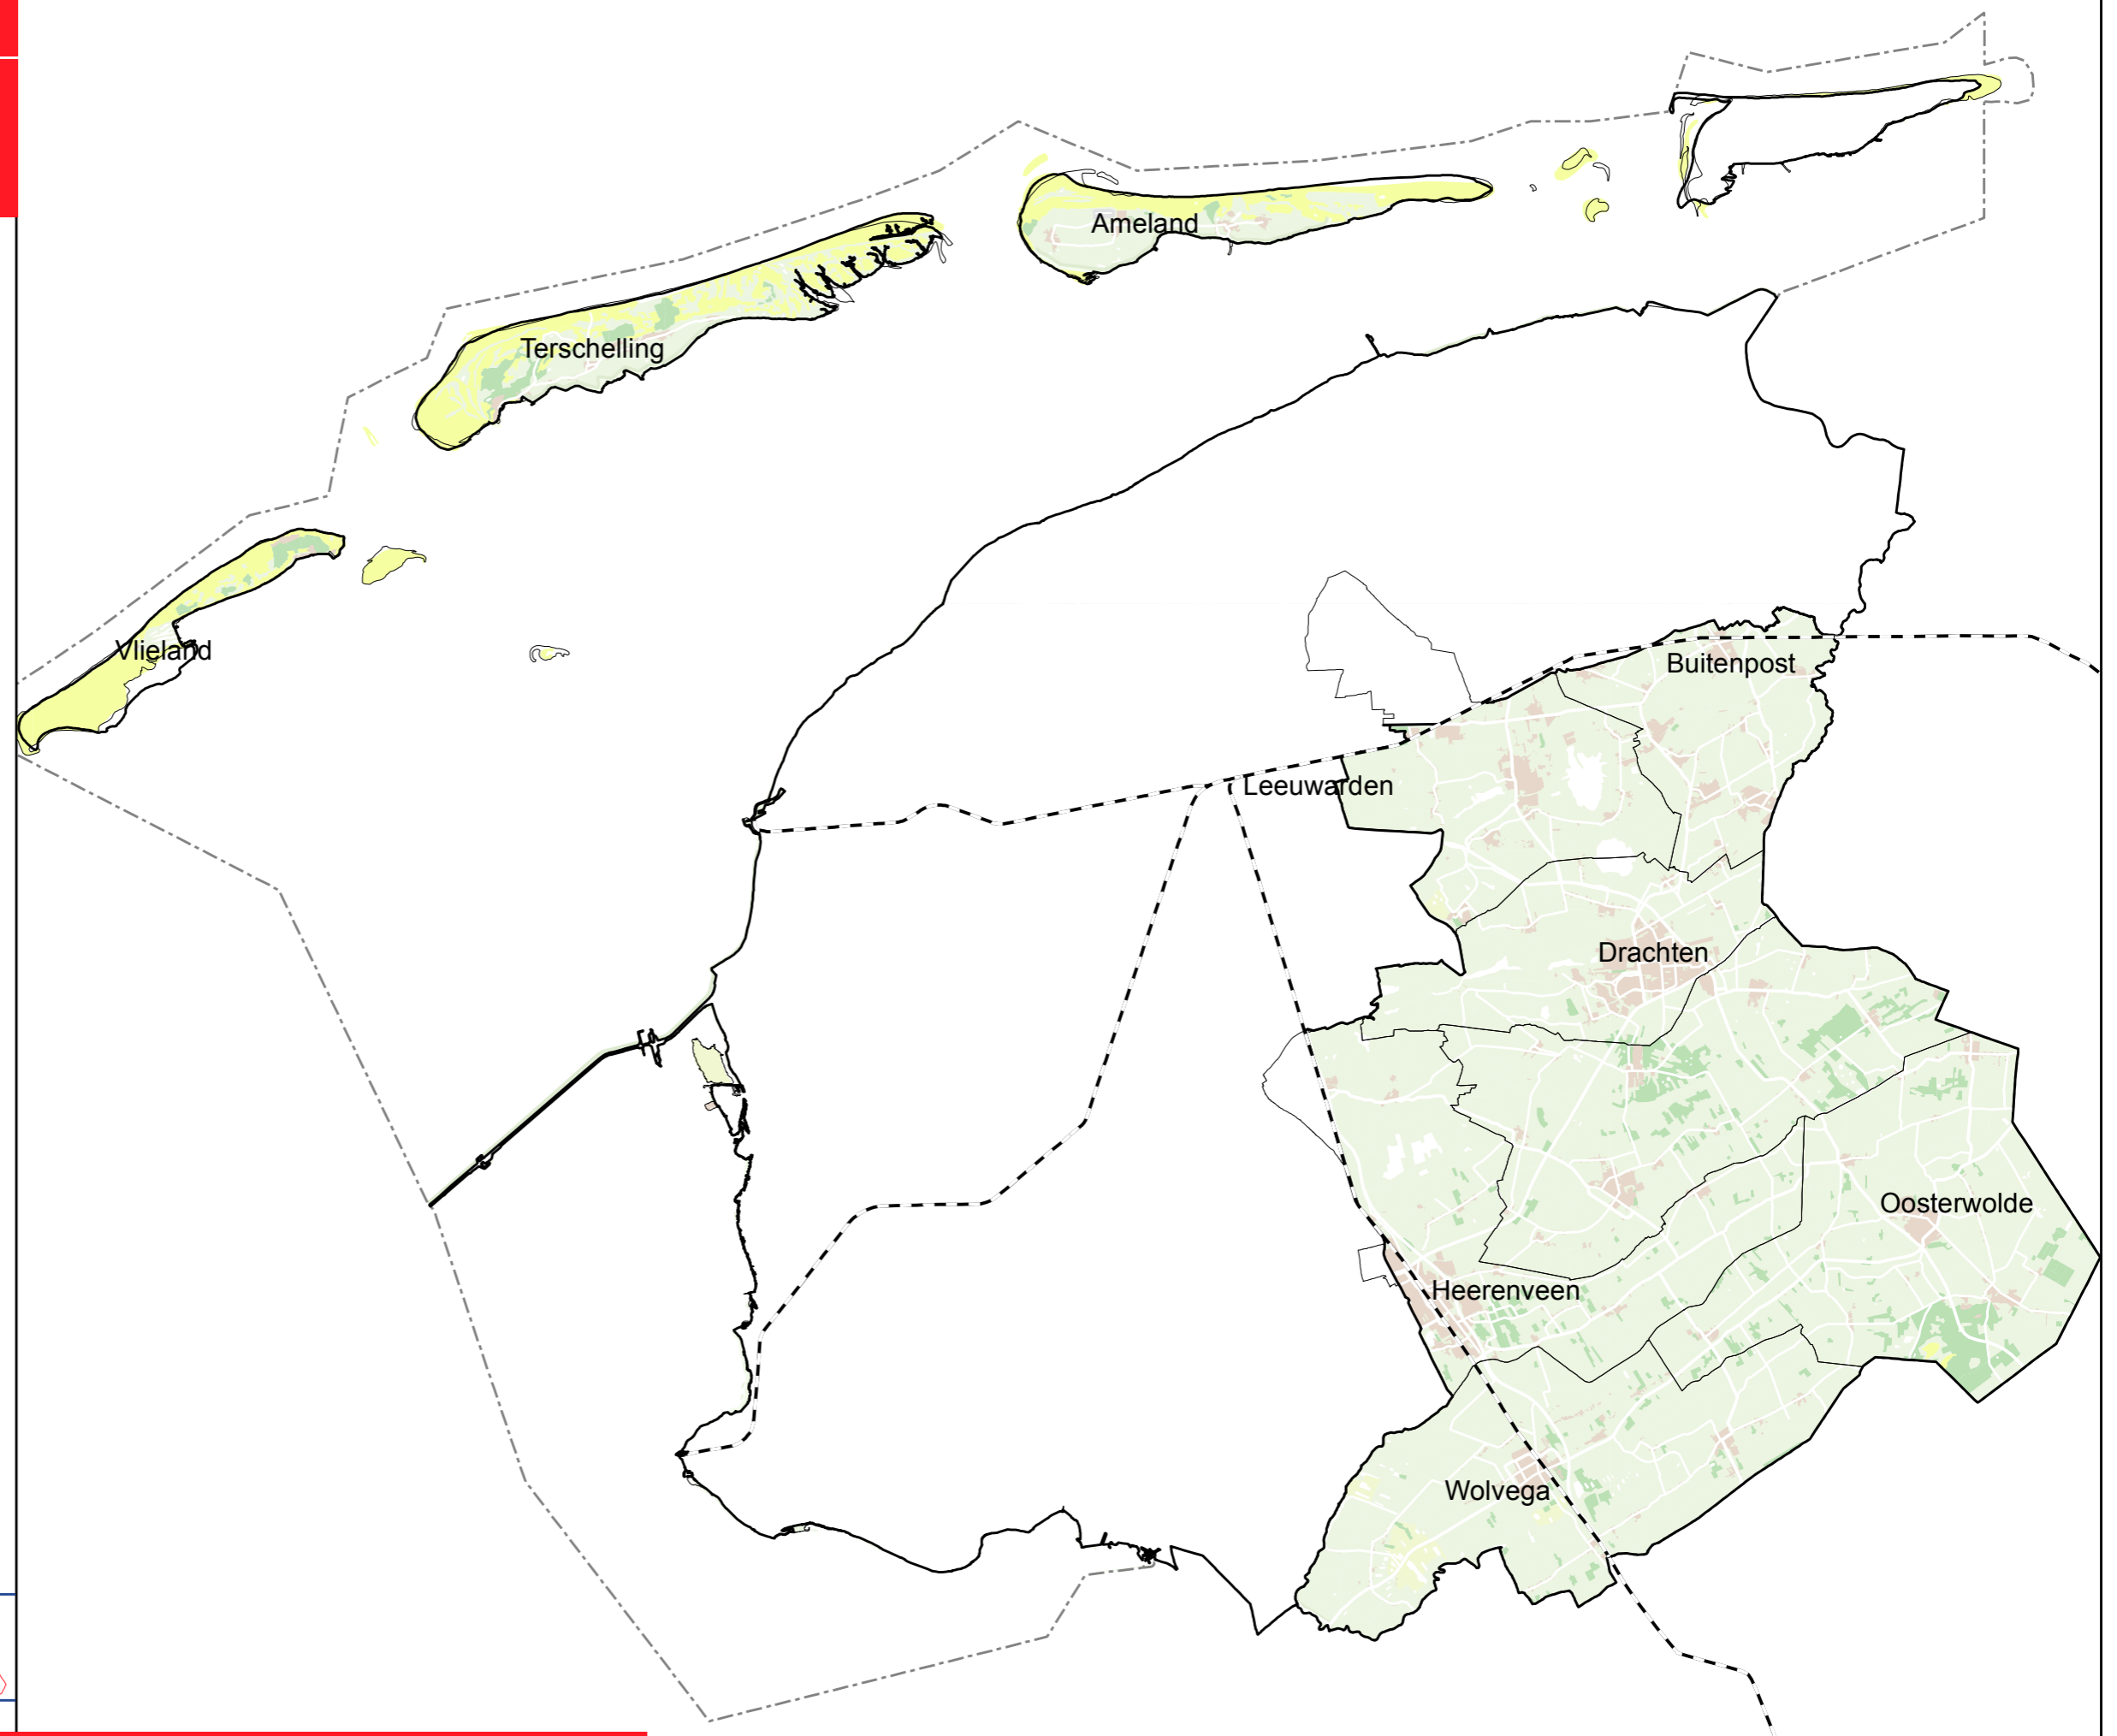 Ameland
Terschelling
Vlieland
Buitenpost
Leeuwarden
Drachten
Oosterwolde
Heerenveen
Wolvega